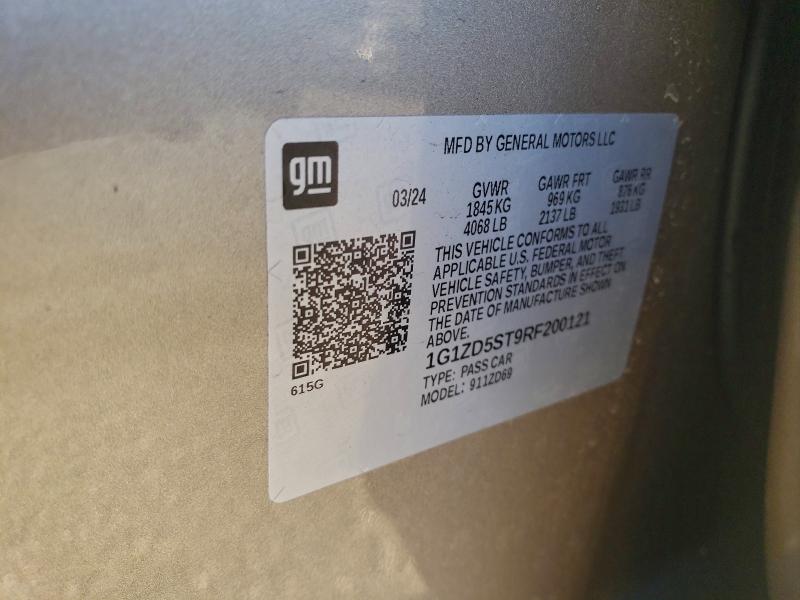 gm
MFD BY GENERAL MOTORS LLC
03/24
GVWR GAWR FRT GAWR RR
1845 KG 969 KG 876 KG
4068 LB 2137 LB 1931 LB
THIS VEHICLE CONFORMS TO ALL
APPLICABLE U.S. FEDERAL MOTOR
VEHICLE SAFETY, BUMPER, AND THEFT
PREVENTION STANDARDS IN EFFECT ON
THE DATE OF MANUFACTURE SHOWN
ABOVE.
1G1ZD5ST9RF200121
TYPE: PASS CAR
MODEL: 911ZD69
615G